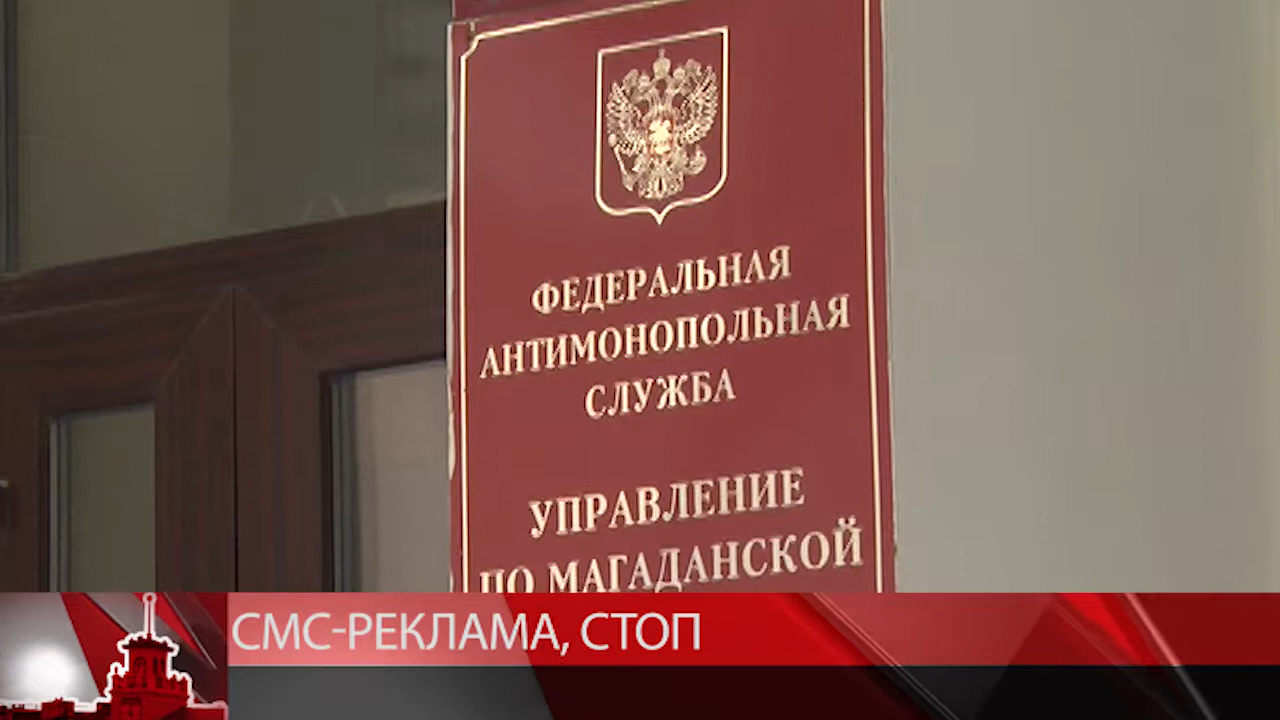 ФЕДЕРАЛЬНАЯ
АНТИМОНОПОЛЬНАЯ
СЛУЖБА
УПРАВЛЕНИЕ
ПО МАГАДАНСКОЙ
СМС-РЕКЛАМА, СТОП